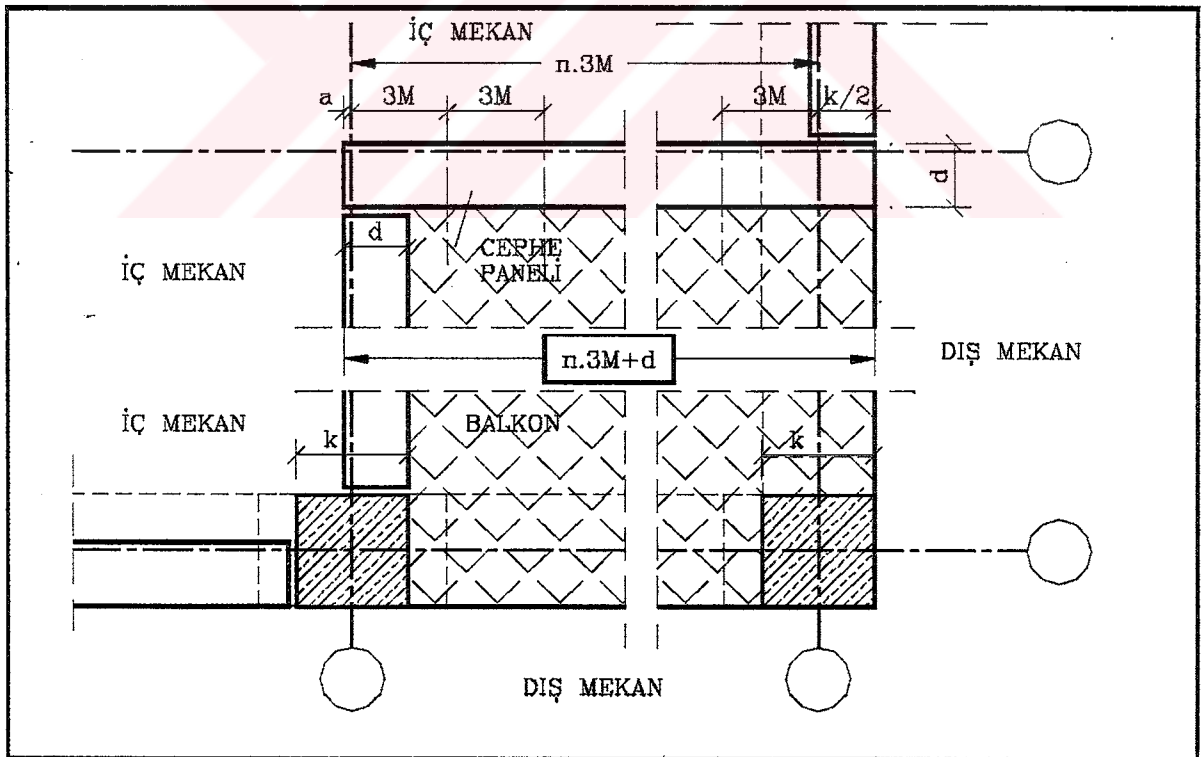 İÇ MEKAN
n.3M
a
3M
3M
3M
k/2
d
d
CEPHE
PANELİ
İÇ MEKAN
n.3M+d
DIŞ MEKAN
İÇ MEKAN
BALKON
k
k
DIŞ MEKAN